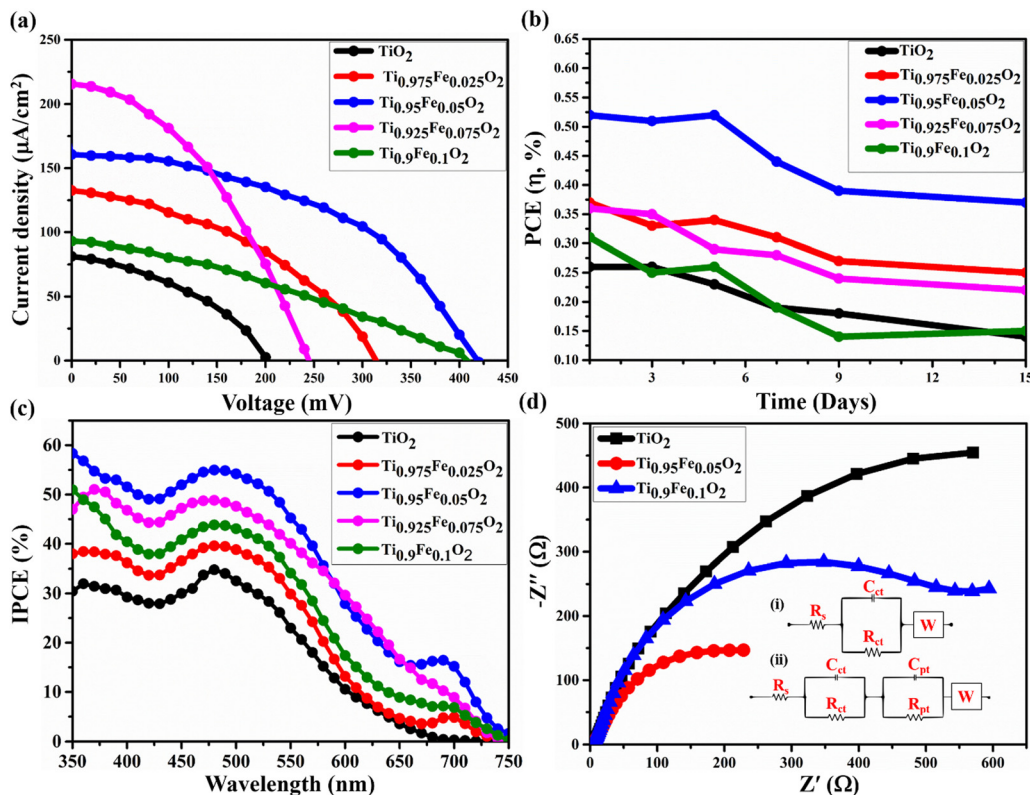 (a)
250
200
150
100
50
0
Current density (µA/cm²)
0 50 100 150 200 250 300 350 400 450
Voltage (mV)
TiO₂
Ti₀.₉₇₅Fe₀.₀₂₅O₂
Ti₀.₉₅Fe₀.₀₅O₂
Ti₀.₉₂₅Fe₀.₀₇₅O₂
Ti₀.₉Fe₀.₁O₂
(b)
0.65
0.60
0.55
0.50
0.45
0.40
0.35
0.30
0.25
0.20
0.15
0.10
PCE (η, %)
3 6 9 12 15
Time (Days)
TiO₂
Ti₀.₉₇₅Fe₀.₀₂₅O₂
Ti₀.₉₅Fe₀.₀₅O₂
Ti₀.₉₂₅Fe₀.₀₇₅O₂
Ti₀.₉Fe₀.₁O₂
(c)
60
50
40
30
20
10
0
IPCE (%)
350 400 450 500 550 600 650 700 750
Wavelength (nm)
TiO₂
Ti₀.₉₇₅Fe₀.₀₂₅O₂
Ti₀.₉₅Fe₀.₀₅O₂
Ti₀.₉₂₅Fe₀.₀₇₅O₂
Ti₀.₉Fe₀.₁O₂
(d)
-500
-400
-300
-200
-100
0
-Z″ (Ω)
0 100 200 300 400 500 600
Z′ (Ω)
TiO₂
Ti₀.₉₅Fe₀.₀₅O₂
Ti₀.₉Fe₀.₁O₂
(i)
Rₛ
C_ct
R_ct
W
(ii)
Rₛ
C_ct
R_ct
C_pt
R_pt
W